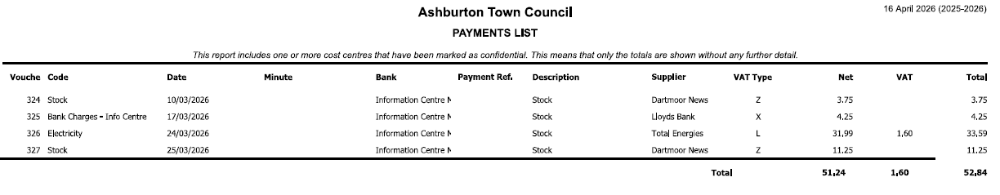 16 April 2026 (2025-2026)
Ashburton Town Council
PAYMENTS LIST
This report includes one or more cost centres that have been marked as confidential. This means that only the totals are shown without any further detail.
Vouche Code Date Minute Bank Payment Ref. Description Supplier VAT Type Net VAT Total
324 Stock 10/03/2026 Information Centre N Stock Dartmoor News Z 3.75 3.75
325 Bank Charges - Info Centre 17/03/2026 Information Centre N Stock Lloyds Bank X 4.25 4.25
326 Electricity 24/03/2026 Information Centre N Stock Total Energies L 31.99 1.60 33.59
327 Stock 25/03/2026 Information Centre N Stock Dartmoor News Z 11.25 11.25
Total 51.24 1.60 52.84